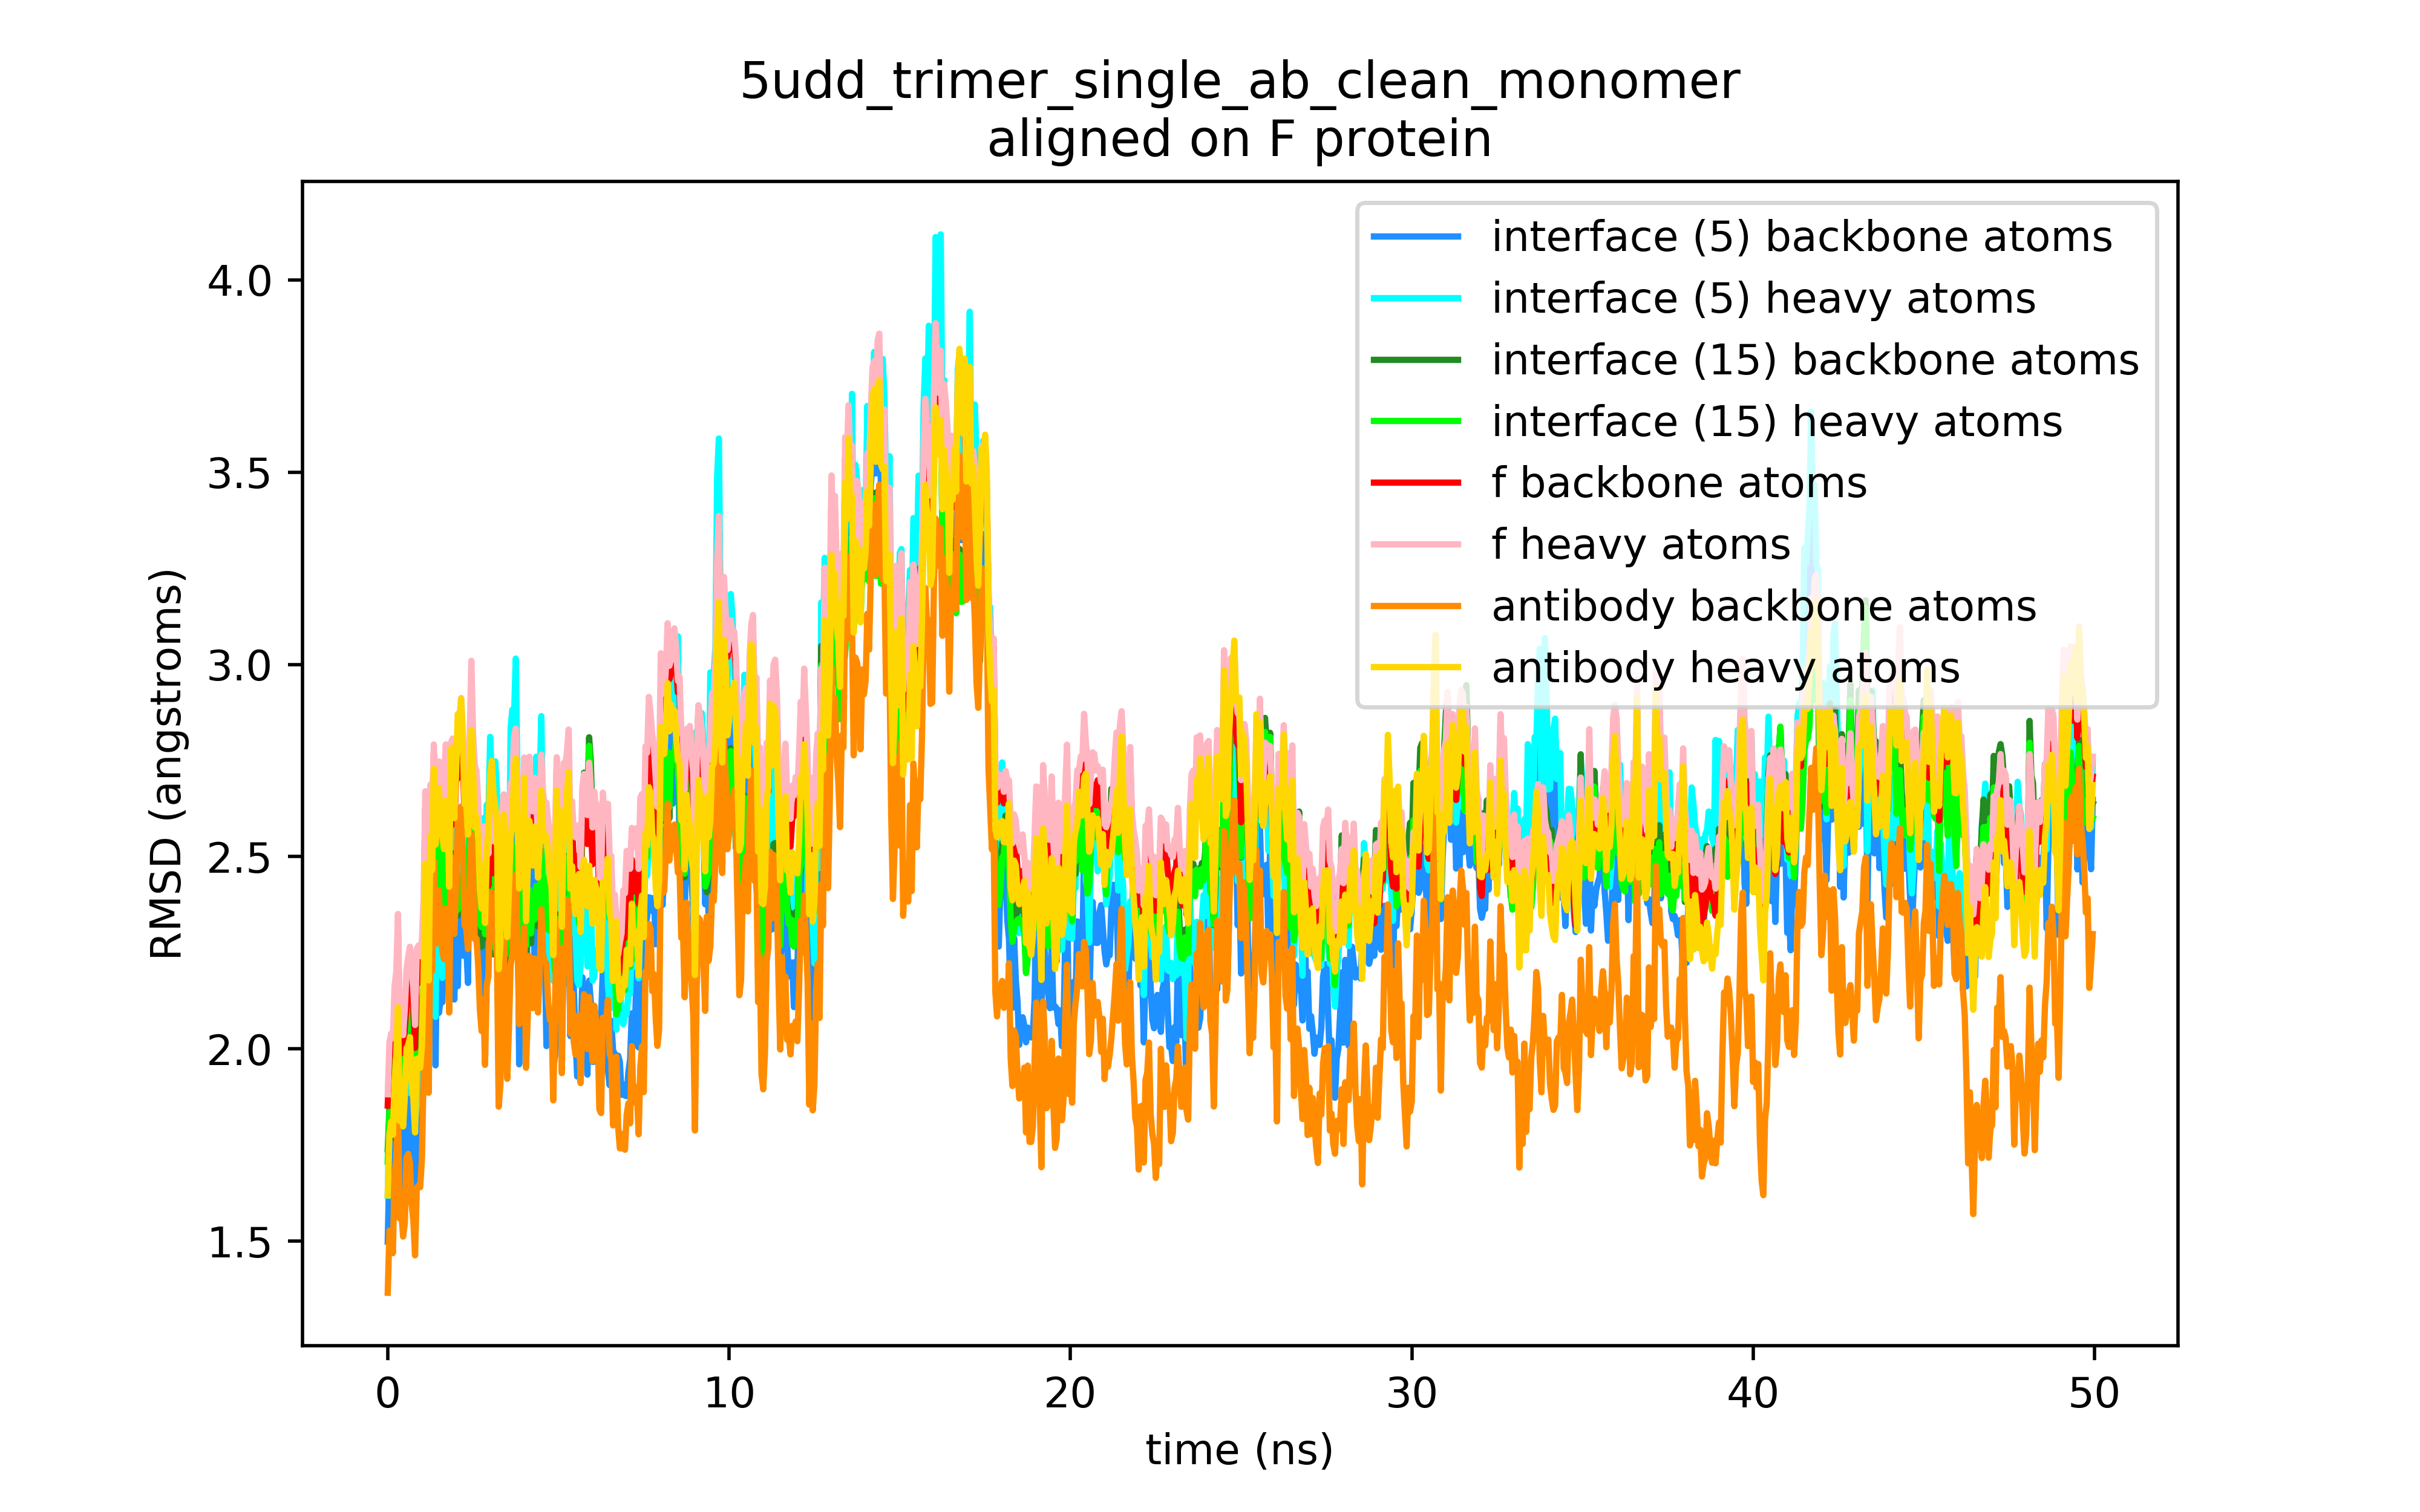 5udd_trimer_single_ab_clean_monomer
aligned on F protein
interface (5) backbone atoms
interface (5) heavy atoms
interface (15) backbone atoms
interface (15) heavy atoms
f backbone atoms
f heavy atoms
antibody backbone atoms
antibody heavy atoms
RMSD (angstroms)
4.0
3.5
3.0
2.5
2.0
1.5
0 10 20 30 40 50
time (ns)